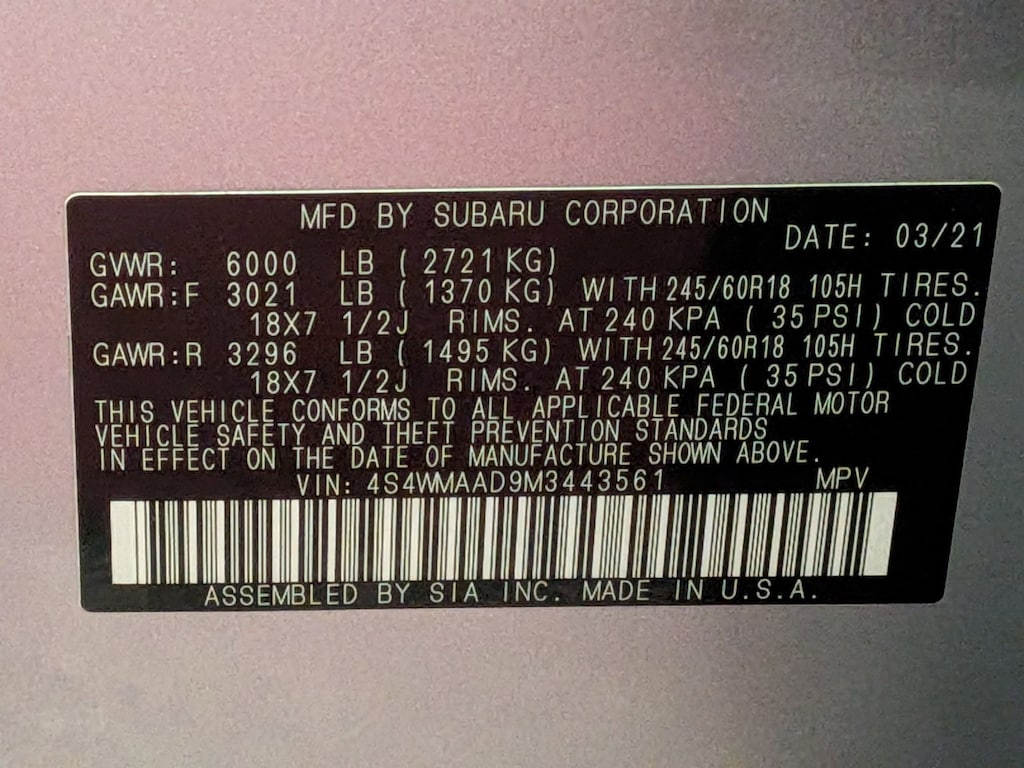 MFD BY SUBARU CORPORATION
DATE: 03/21
GVWR: 6000 LB ( 2721 KG)
GAWR:F 3021 LB ( 1370 KG) WITH 245/60R18 105H TIRES.
18X7 1/2J RIMS. AT 240 KPA ( 35 PSI) COLD
GAWR:R 3296 LB ( 1495 KG) WITH 245/60R18 105H TIRES.
18X7 1/2J RIMS. AT 240 KPA ( 35 PSI) COLD
THIS VEHICLE CONFORMS TO ALL APPLICABLE FEDERAL MOTOR
VEHICLE SAFETY AND THEFT PREVENTION STANDARDS
IN EFFECT ON THE DATE OF MANUFACTURE SHOWN ABOVE.
VIN: 4S4WMAAD9M3443561 MPV
ASSEMBLED BY SIA INC. MADE IN U.S.A.